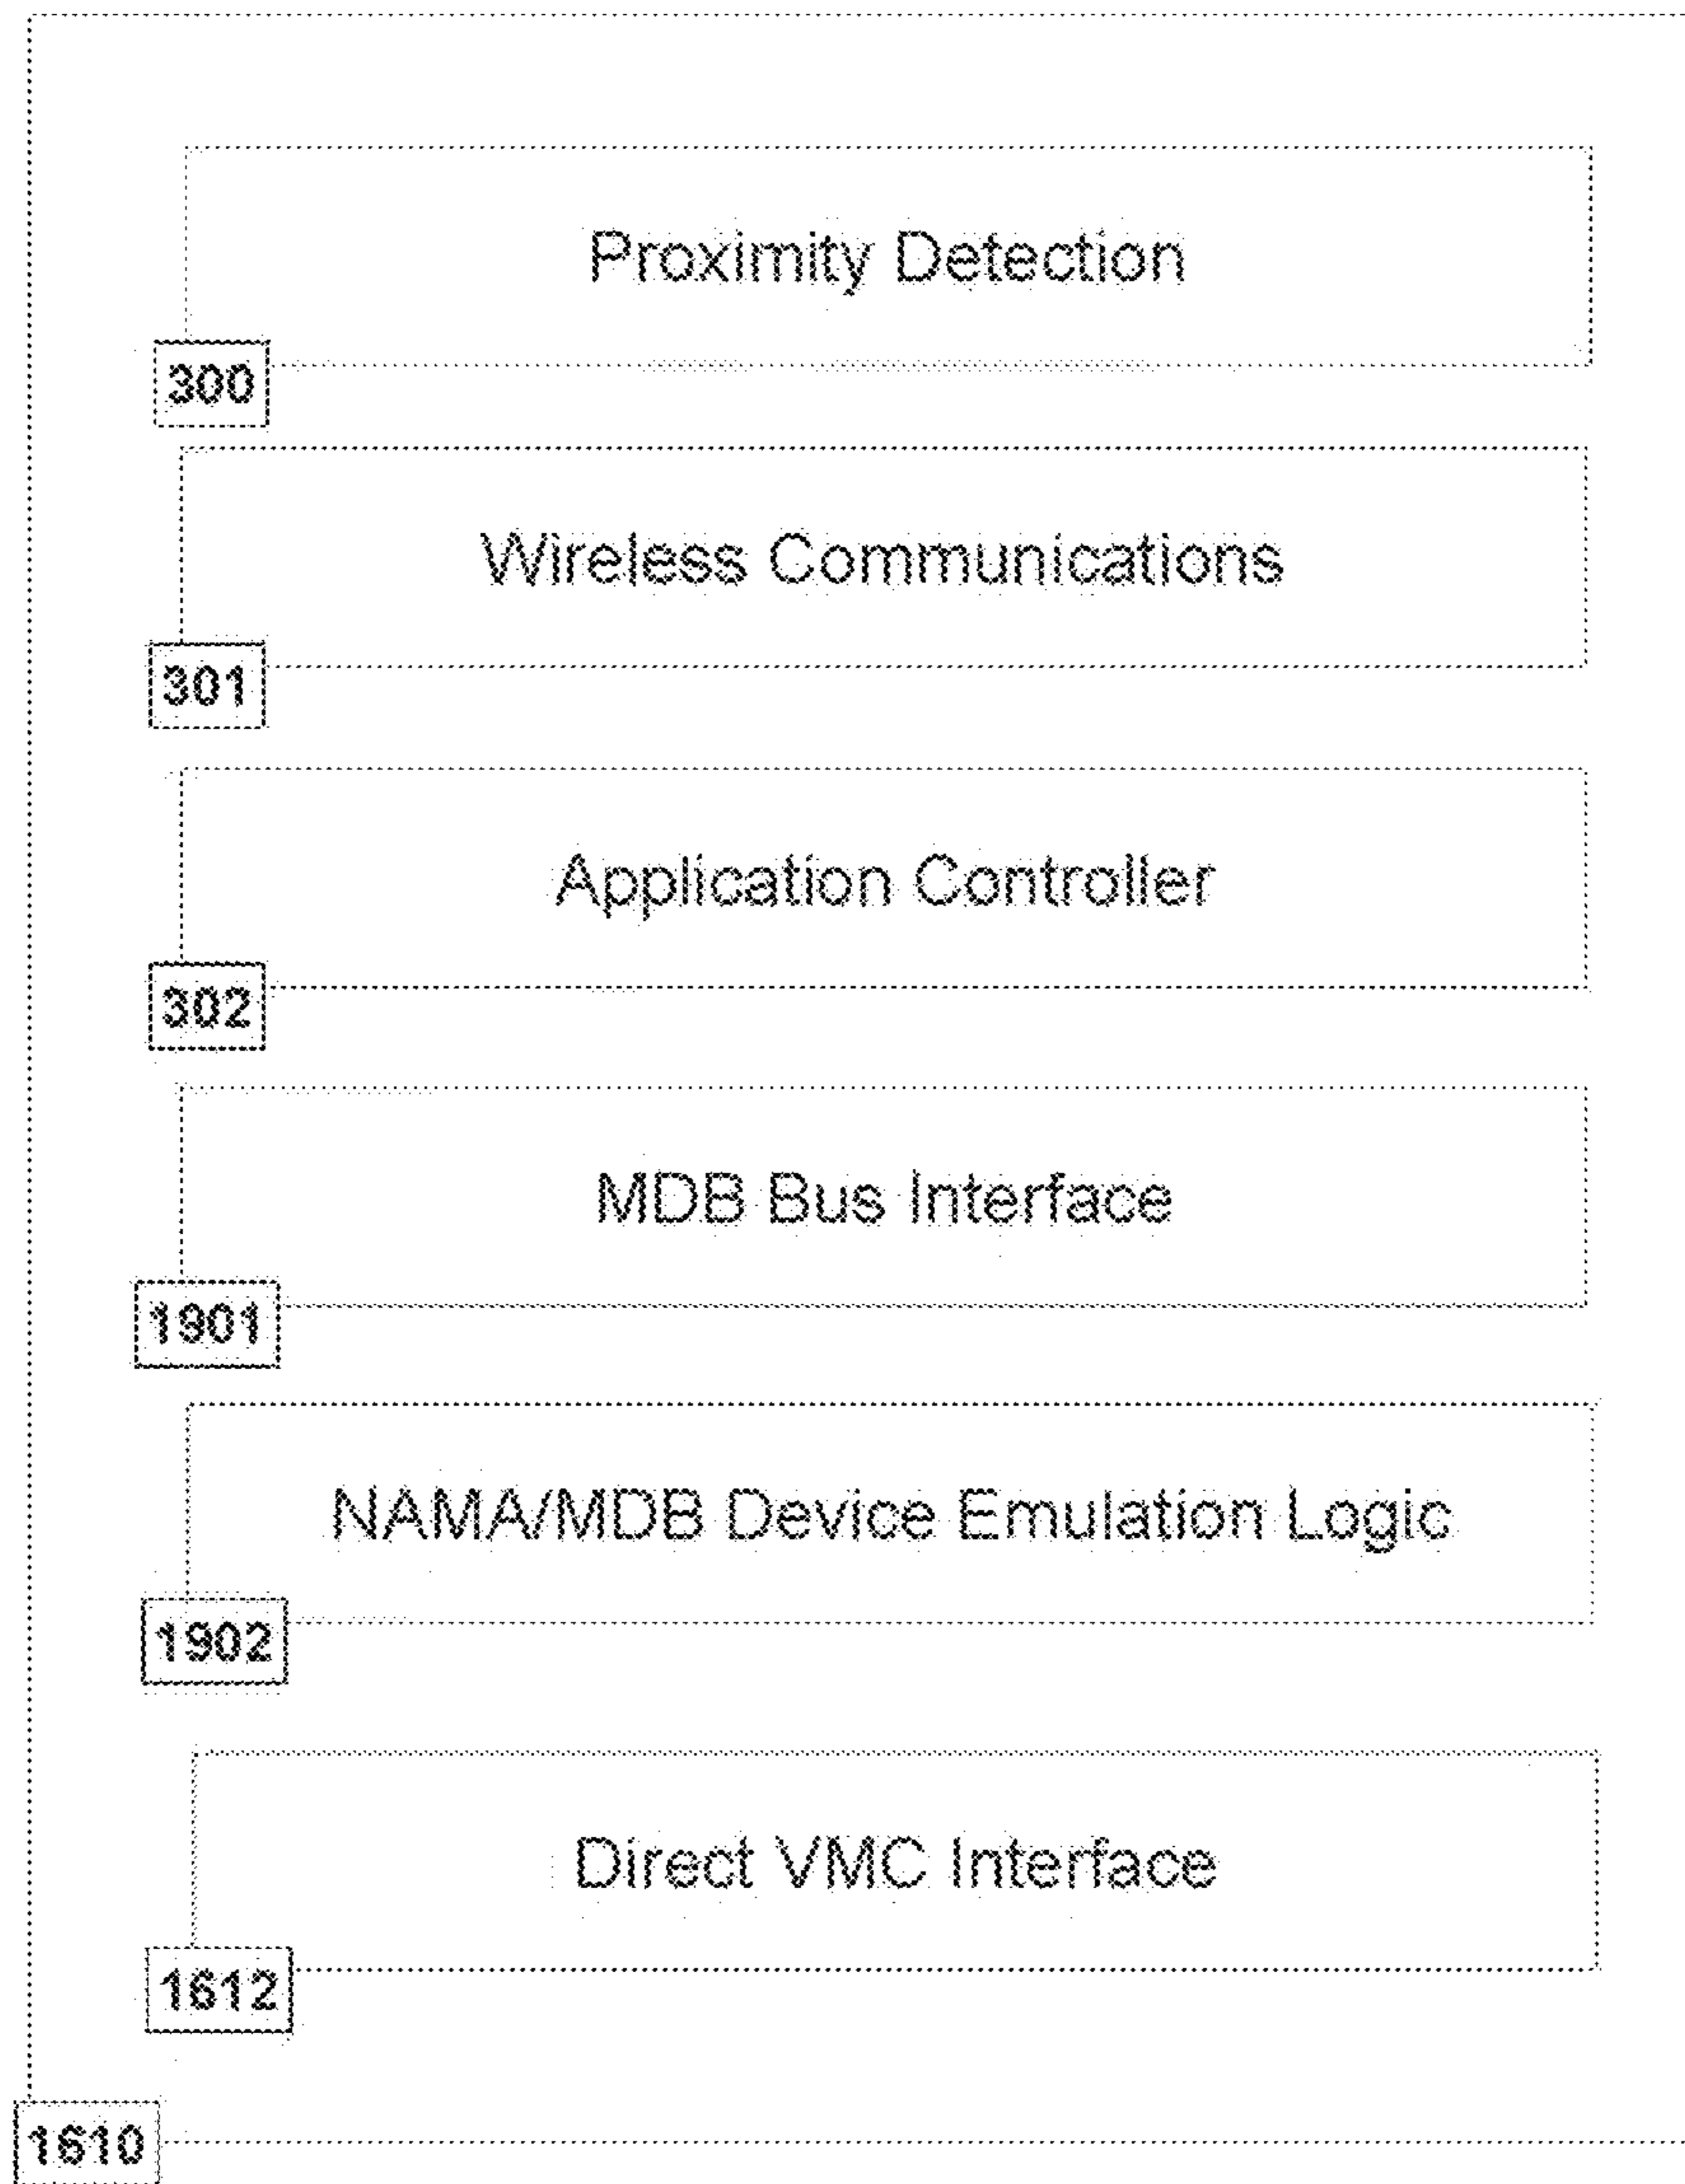 Proximity Detection
300
Wireless Communications
301
Application Controller
302
MDB Bus Interface
1901
NAMA/MDB Device Emulation Logic
1902
Direct VMC Interface
1612
1610